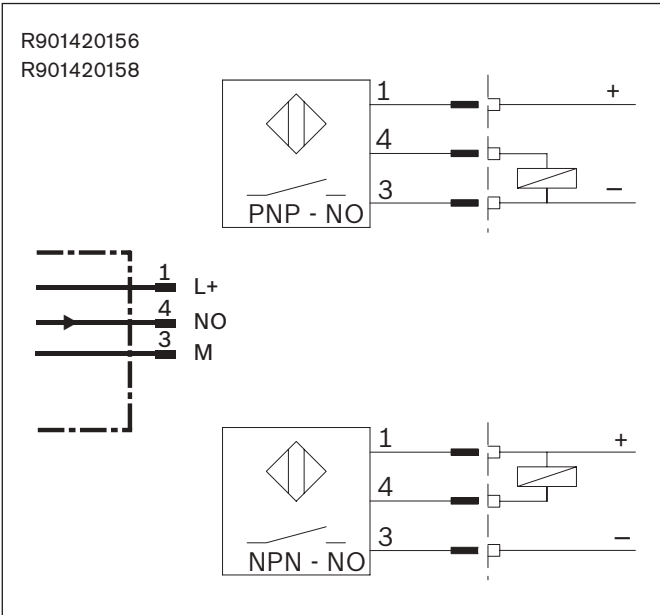 R901420156
R901420158
1 +
4
3 –
PNP - NO
1 L+
4 NO
3 M
1 +
4
3 –
NPN - NO